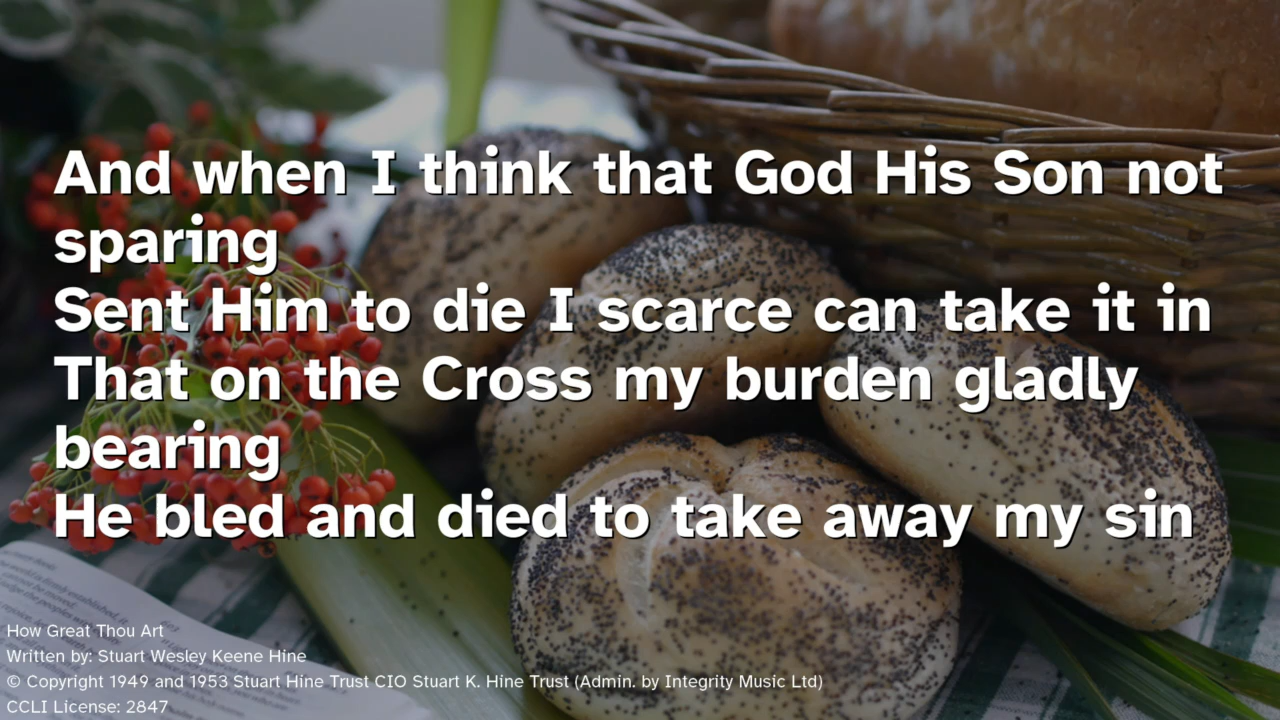 And when I think that God His Son not
sparing
Sent Him to die I scarce can take it in
That on the Cross my burden gladly
bearing
He bled and died to take away my sin
How Great Thou Art
Written by: Stuart Wesley Keene Hine
© Copyright 1949 and 1953 Stuart Hine Trust CIO Stuart K. Hine Trust (Admin. by Integrity Music Ltd)
CCLI License: 2847